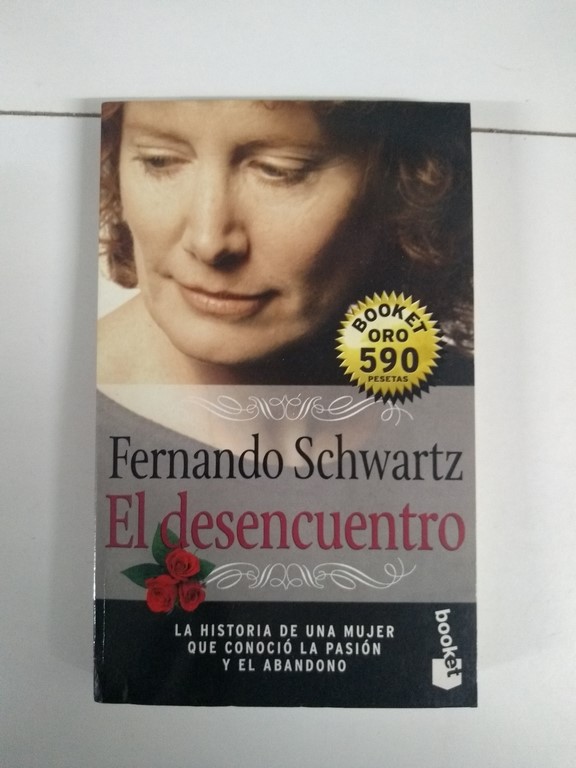 BOOKET
ORO
590
PESETAS
Fernando Schwartz
El desencuentro
LA HISTORIA DE UNA MUJER
QUE CONOCIÓ LA PASIÓN
Y EL ABANDONO
booket